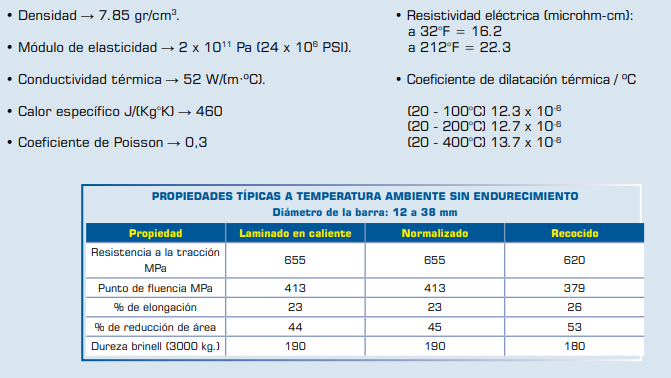 • Densidad → 7.85 gr/cm³.
• Módulo de elasticidad → 2 x 10¹¹ Pa (24 x 10⁶ PSI).
• Conductividad térmica → 52 W/(m·ºC).
• Calor específico J/(Kg°K) → 460
• Coeficiente de Poisson → 0,3
• Resistividad eléctrica (microhm-cm):
a 32°F = 16.2
a 212°F = 22.3
• Coeficiente de dilatación térmica / ºC
(20 - 100°C) 12.3 x 10⁻⁶
(20 - 200°C) 12.7 x 10⁻⁶
(20 - 400°C) 13.7 x 10⁻⁶
PROPIEDADES TÍPICAS A TEMPERATURA AMBIENTE SIN ENDURECIMIENTO
Diámetro de la barra: 12 a 38 mm
Propiedad Laminado en caliente Normalizado Recocido
Resistencia a la tracción
MPa 655 655 620
Punto de fluencia MPa 413 413 379
% de elongación 23 23 26
% de reducción de área 44 45 53
Dureza brinell (3000 kg.) 190 190 180